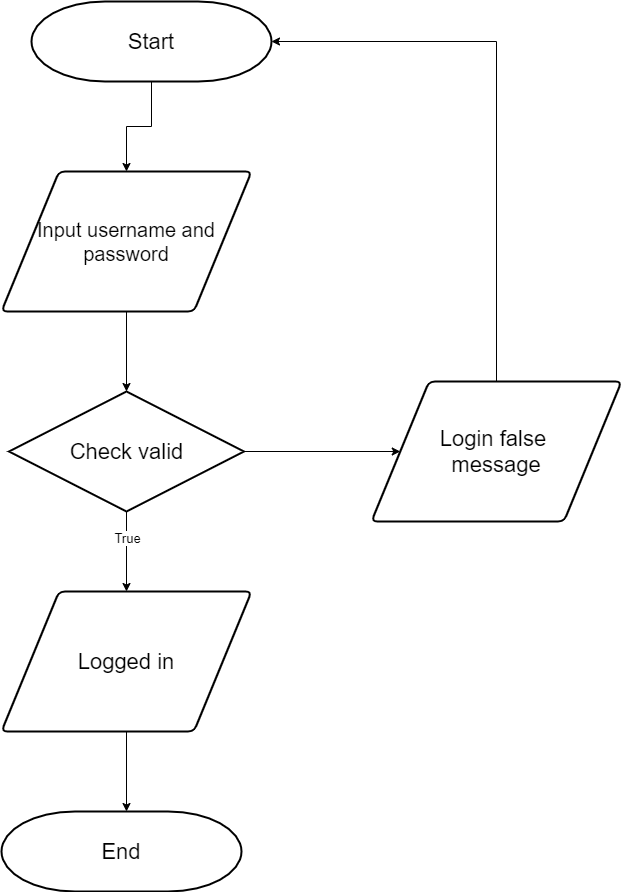 Start
Input username and
password
Check valid
Login false
message
True
Logged in
End